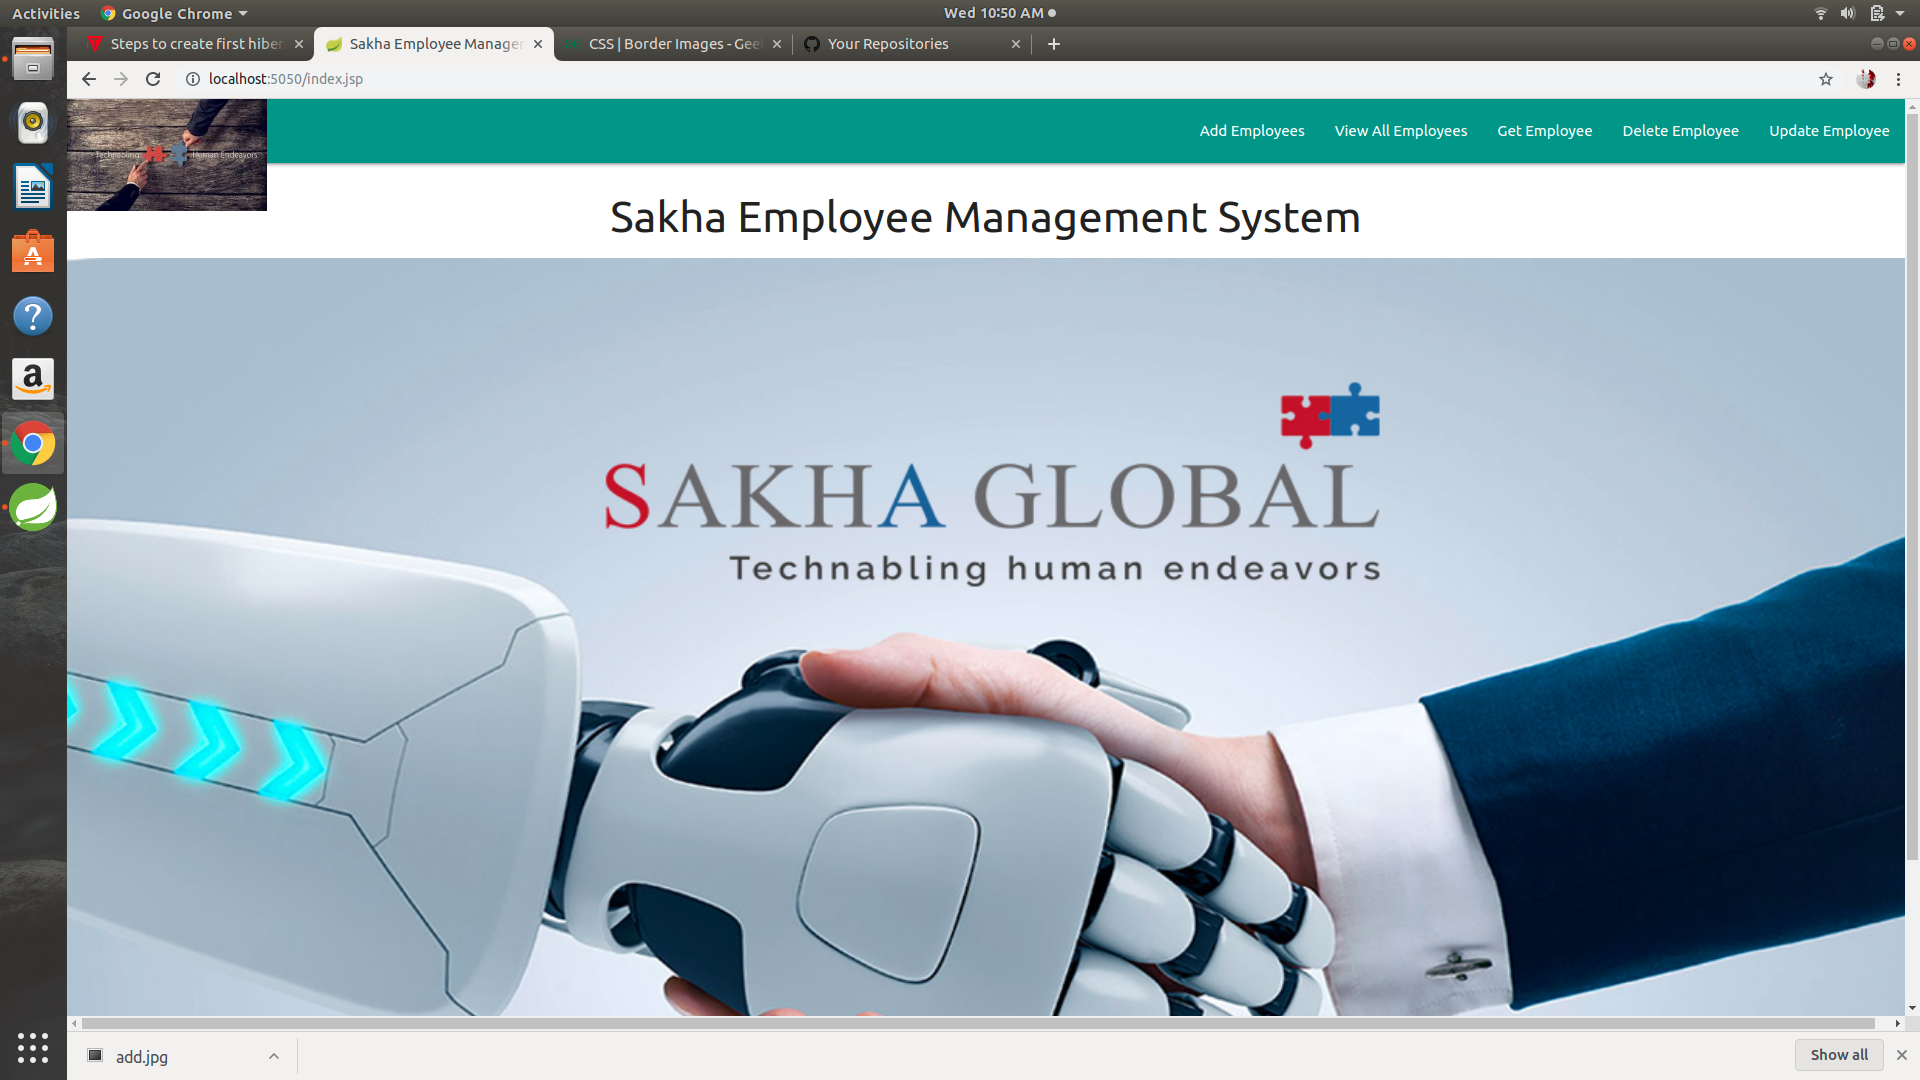 Activities
Google Chrome
Wed 10:50 AM
Steps to create first hiber
Sakha Employee Manager
CSS | Border Images - Geel
Your Repositories
localhost:5050/index.jsp
Technabling Human Endeavors
Add Employees
View All Employees
Get Employee
Delete Employee
Update Employee
Sakha Employee Management System
SAKHA GLOBAL
Technabling human endeavors
add.jpg
Show all